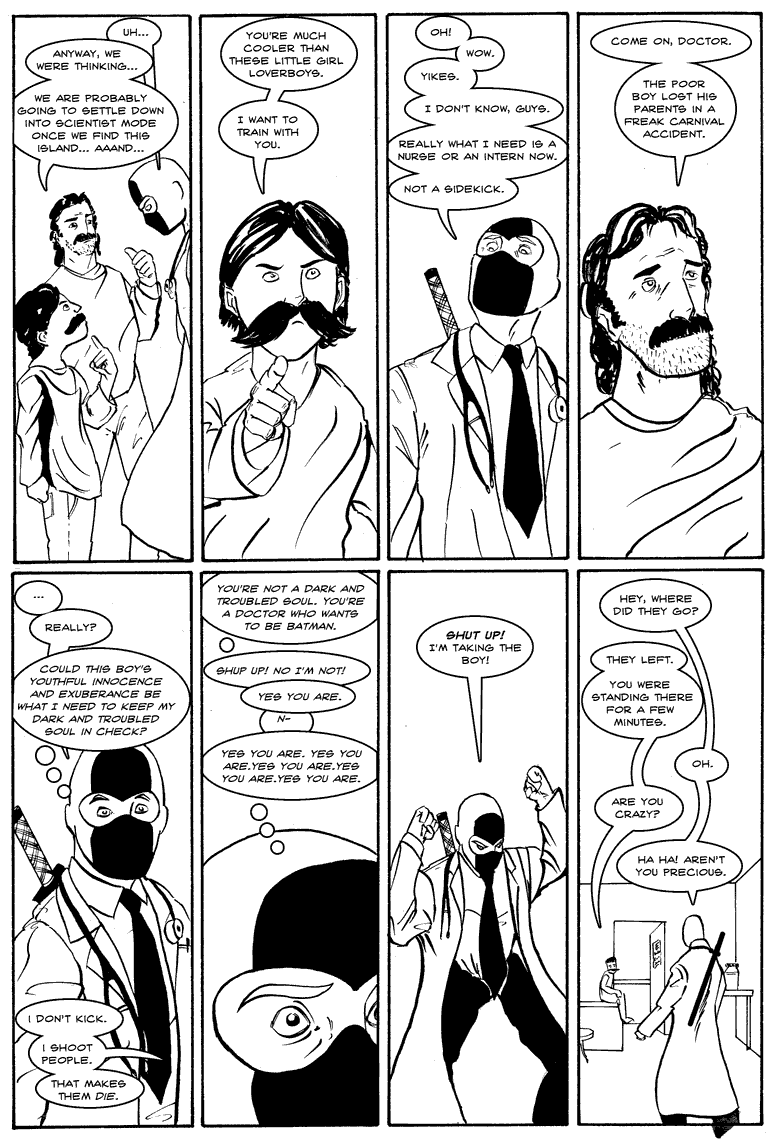 UH...
ANYWAY, WE
WERE THINKING...
WE ARE PROBABLY
GOING TO SETTLE DOWN
INTO SCIENTIST MODE
ONCE WE FIND THIS
ISLAND... AAAND...
YOU'RE MUCH
COOLER THAN
THESE LITTLE GIRL
LOVERBOYS.
I WANT TO
TRAIN WITH
YOU.
OH!
WOW.
YIKES.
I DON'T KNOW, GUYS.
REALLY WHAT I NEED IS A
NURSE OR AN INTERN NOW.
NOT A SIDEKICK.
COME ON, DOCTOR.
THE POOR
BOY LOST HIS
PARENTS IN A
FREAK CARNIVAL
ACCIDENT.
...
REALLY?
COULD THIS BOY'S
YOUTHFUL INNOCENCE
AND EXUBERANCE BE
WHAT I NEED TO KEEP MY
DARK AND TROUBLED
SOUL IN CHECK?
I DON'T KICK.
I SHOOT
PEOPLE.
THAT MAKES
THEM DIE.
YOU'RE NOT A DARK AND
TROUBLED SOUL. YOU'RE
A DOCTOR WHO WANTS
TO BE BATMAN.
SHUP UP! NO I'M NOT!
YES YOU ARE.
N-
YES YOU ARE. YES YOU
ARE.YES YOU ARE.YES
YOU ARE.YES YOU ARE.
SHUT UP!
I'M TAKING THE
BOY!
HEY, WHERE
DID THEY GO?
THEY LEFT.
YOU WERE
STANDING THERE
FOR A FEW
MINUTES.
OH.
ARE YOU
CRAZY?
HA HA! AREN'T
YOU PRECIOUS.